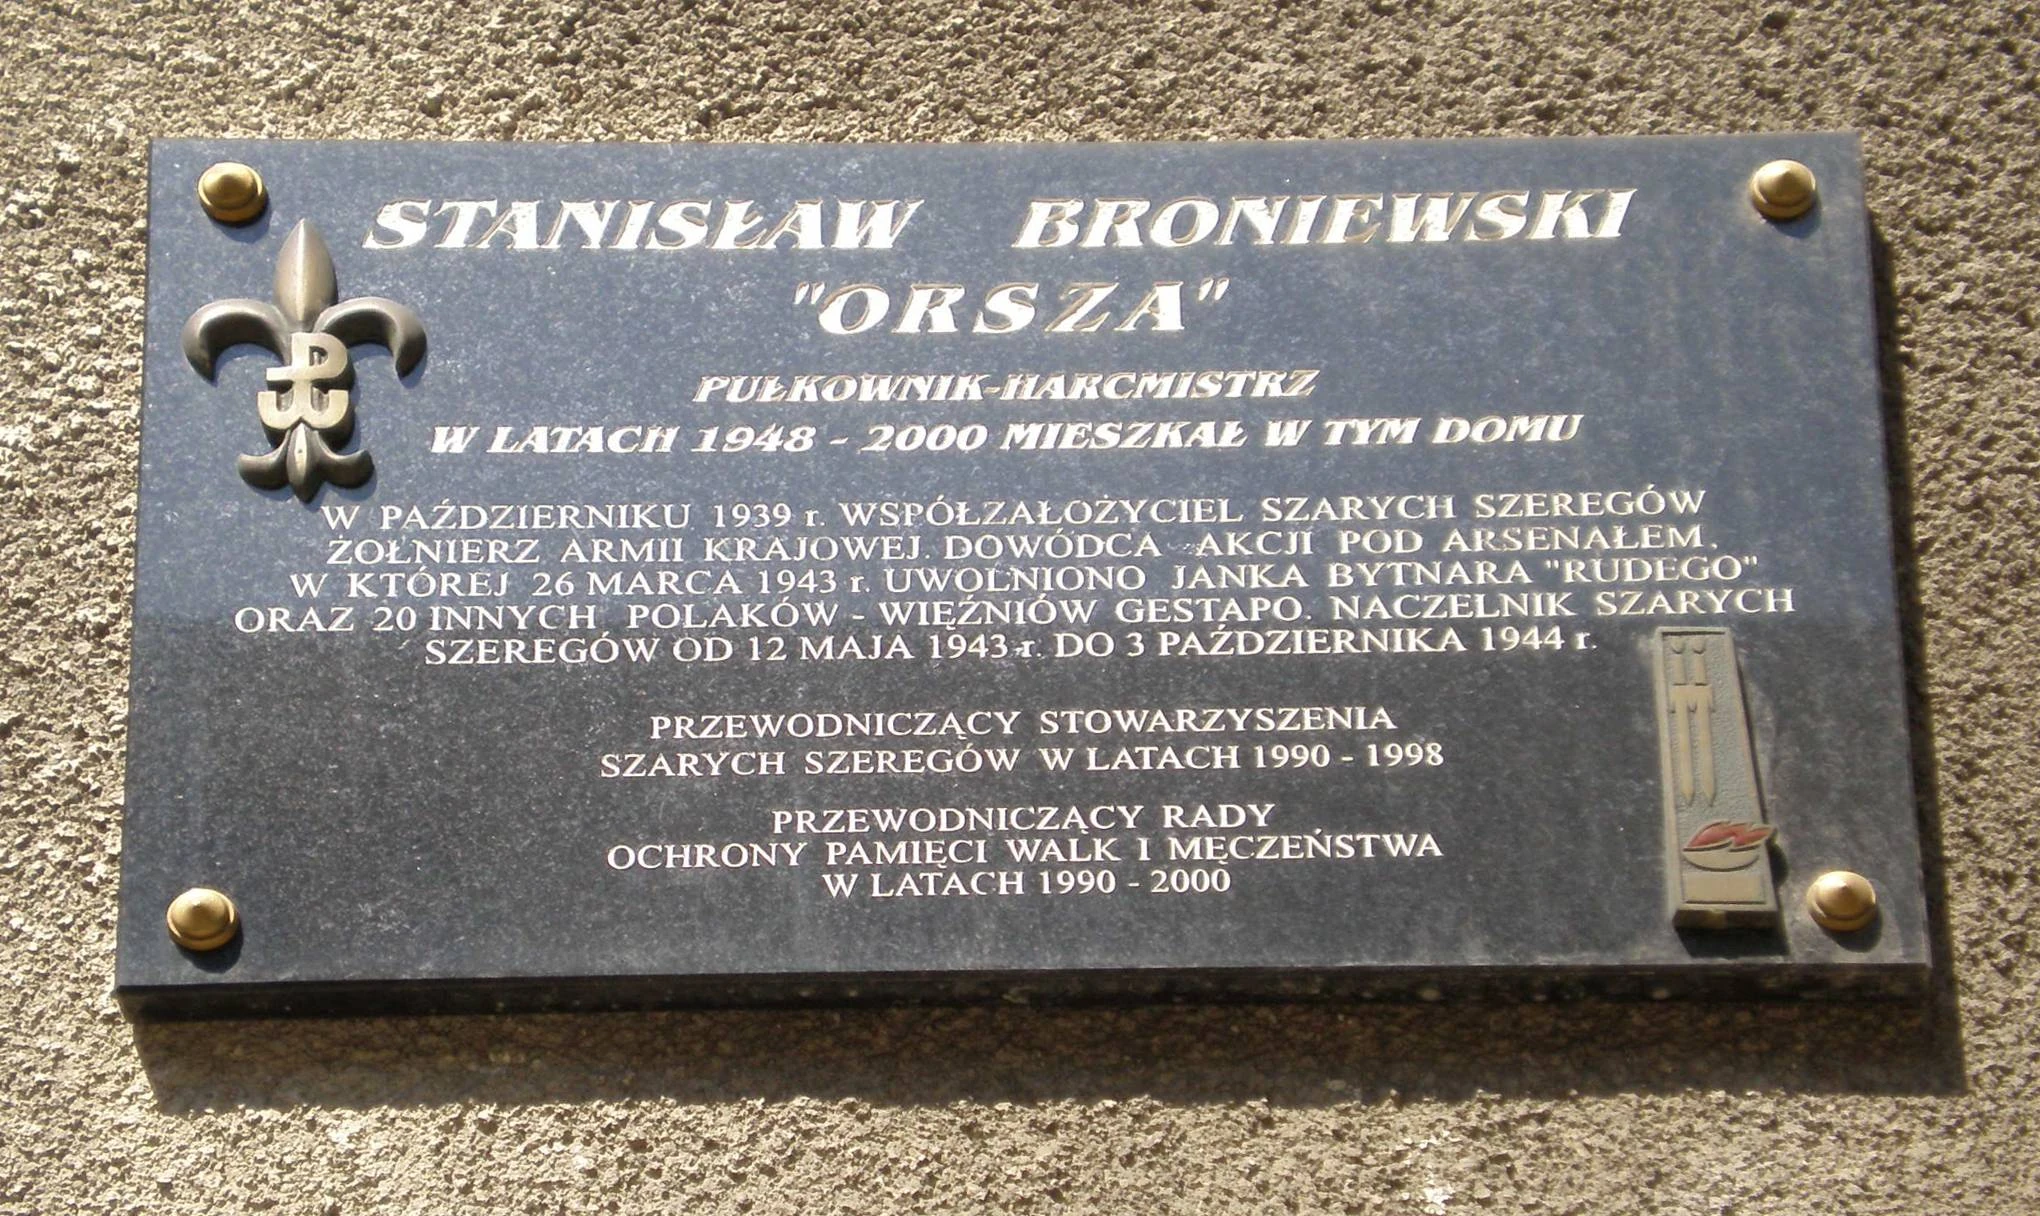 STANISŁAW BRONIEWSKI
"ORSZA"
PUŁKOWNIK-HARCMISTRZ
W LATACH 1948 - 2000 MIESZKAŁ W TYM DOMU
W PAŹDZIERNIKU 1939 r. WSPÓŁZAŁOŻYCIEL SZARYCH SZEREGÓW
ŻOŁNIERZ ARMII KRAJOWEJ. DOWÓDCA AKCJI POD ARSENAŁEM,
W KTÓREJ 26 MARCA 1943 r. UWOLNIONO JANKA BYTNARA "RUDEGO"
ORAZ 20 INNYCH POLAKÓW - WIĘŹNIÓW GESTAPO. NACZELNIK SZARYCH
SZEREGÓW OD 12 MAJA 1943 r. DO 3 PAŹDZIERNIKA 1944 r.
PRZEWODNICZĄCY STOWARZYSZENIA
SZARYCH SZEREGÓW W LATACH 1990 - 1998
PRZEWODNICZĄCY RADY
OCHRONY PAMIĘCI WALK I MĘCZEŃSTWA
W LATACH 1990 - 2000